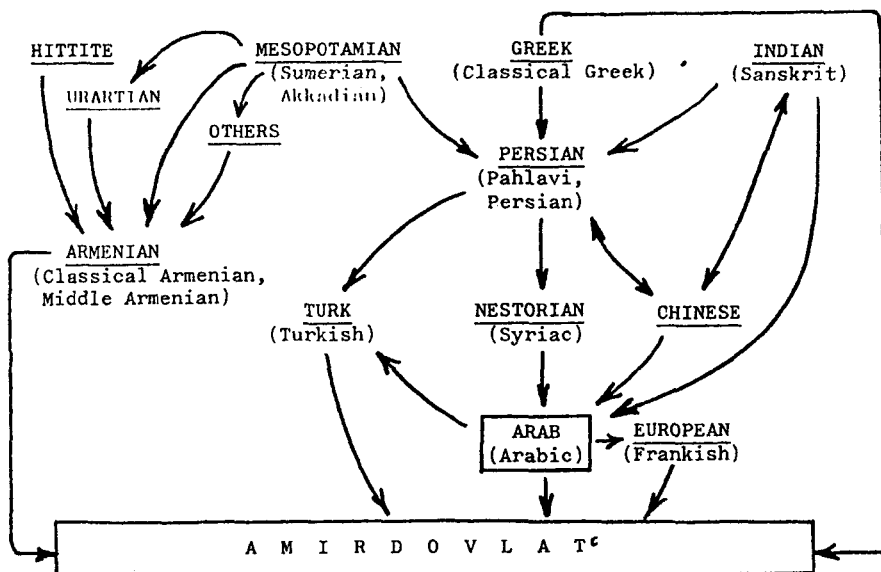 HITTITE
MESOPOTAMIAN
(Sumerian,
Akkadian)
GREEK
(Classical Greek)
INDIAN
(Sanskrit)
URARTIAN
OTHERS
PERSIAN
(Pahlavi,
Persian)
ARMENIAN
(Classical Armenian,
Middle Armenian)
TURK
(Turkish)
NESTORIAN
(Syriac)
CHINESE
ARAB
(Arabic)
EUROPEAN
(Frankish)
A M I R D O V L A Tᶜ